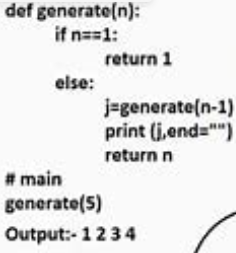 def generate(n):
if n==1:
return 1
else:
j=generate(n-1)
print (j,end="")
return n
# main
generate(5)
Output:- 1 2 3 4